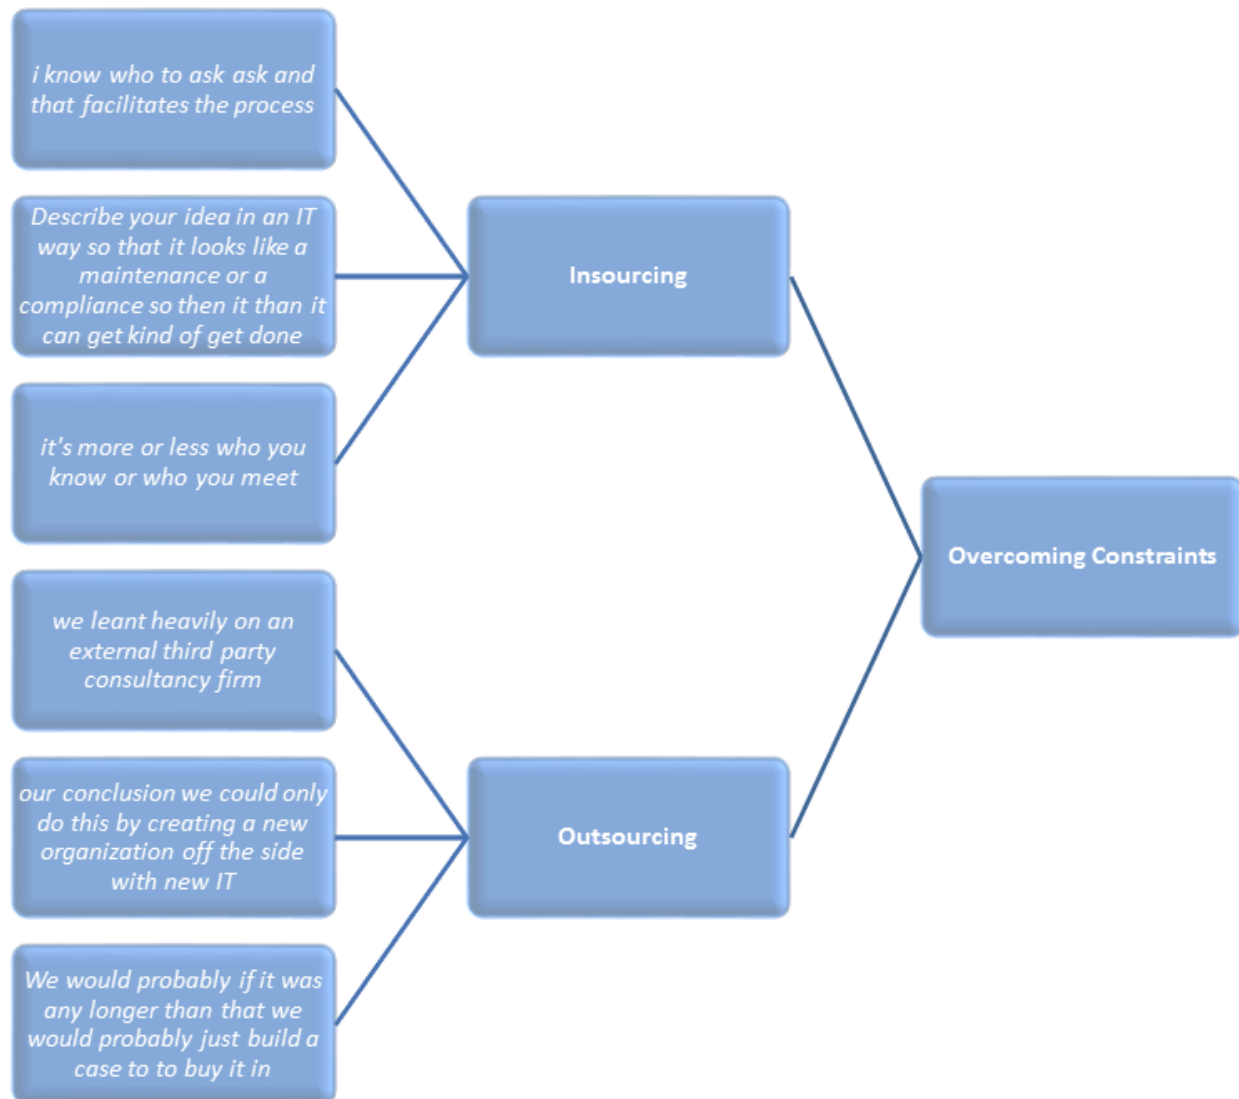 i know who to ask ask and
that facilitates the process
Describe your idea in an IT
way so that it looks like a
maintenance or a
compliance so then it than it
can get kind of get done
it's more or less who you
know or who you meet
we leant heavily on an
external third party
consultancy firm
our conclusion we could only
do this by creating a new
organization off the side
with new IT
We would probably if it was
any longer than that we
would probably just build a
case to to buy it in
Insourcing
Outsourcing
Overcoming Constraints